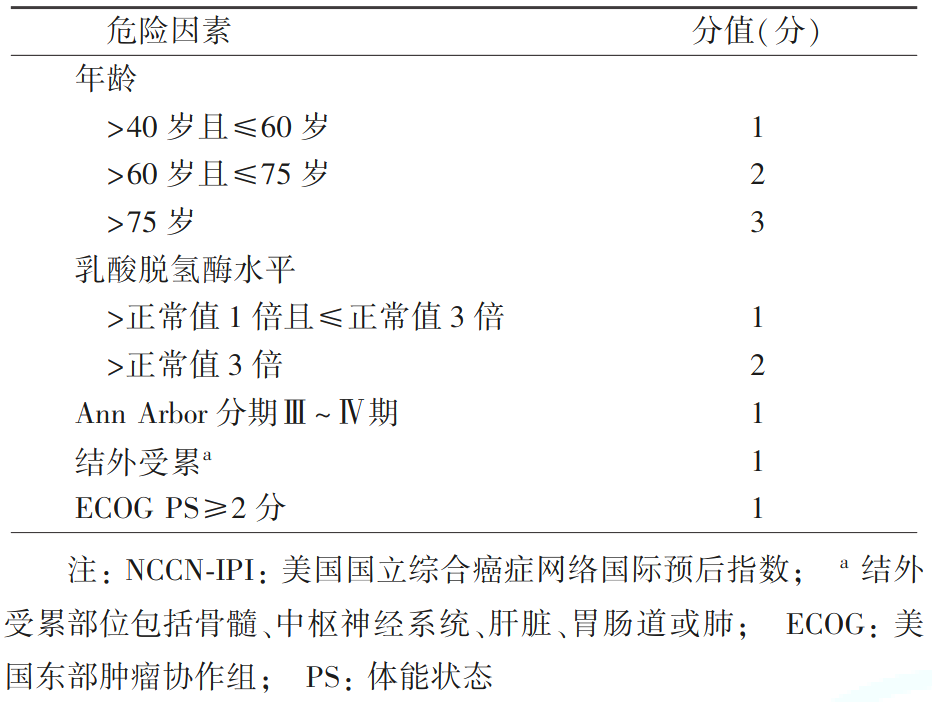 危险因素 分值(分)
年龄
>40 岁且≤60 岁 1
>60 岁且≤75 岁 2
>75 岁 3
乳酸脱氢酶水平
>正常值 1 倍且≤正常值 3 倍 1
>正常值 3 倍 2
Ann Arbor 分期Ⅲ~Ⅳ期 1
结外受累ᵃ 1
ECOG PS≥2 分 1
注: NCCN-IPI: 美国国立综合癌症网络国际预后指数; ᵃ 结外
受累部位包括骨髓、中枢神经系统、肝脏、胃肠道或肺; ECOG: 美
国东部肿瘤协作组; PS: 体能状态